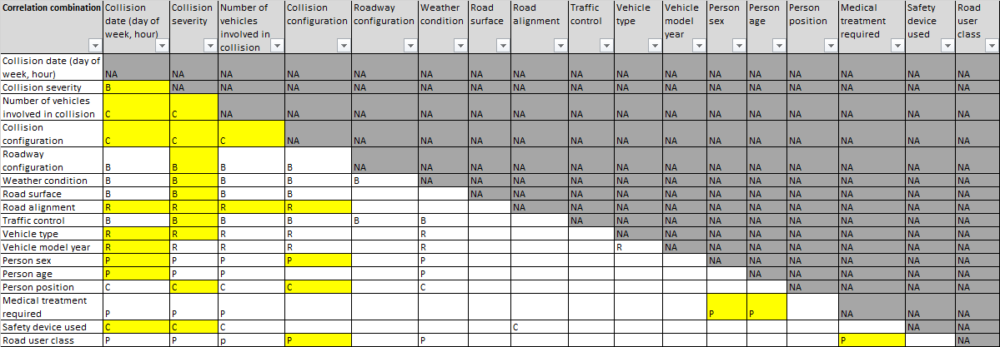 Correlation combination
Collision
date (day of
week, hour)
Collision
severity
Number of
vehicles
involved in
collision
Collision
configuration
Roadway
configuration
Weather
condition
Road
surface
Road
alignment
Traffic
control
Vehicle
type
Vehicle
model
year
Person
sex
Person
age
Person
position
Medical
treatment
required
Safety
device
used
Road
user
class
Collision date (day of
week, hour) NA NA NA NA NA NA NA NA NA NA NA NA NA NA NA NA NA
Collision severity B NA NA NA NA NA NA NA NA NA NA NA NA NA NA NA NA
Number of vehicles
involved in collision C C NA NA NA NA NA NA NA NA NA NA NA NA NA NA NA
Collision
configuration C C C NA NA NA NA NA NA NA NA NA NA NA NA NA NA
Roadway
configuration B B B B NA NA NA NA NA NA NA NA NA NA NA NA NA
Weather condition B B B B B NA NA NA NA NA NA NA NA NA NA NA NA
Road surface B B B B NA NA NA NA NA NA NA NA NA NA NA
Road alignment R R R R NA NA NA NA NA NA NA NA NA NA
Traffic control B B B B B B NA NA NA NA NA NA NA NA NA
Vehicle type R R R R R NA NA NA NA NA NA NA NA
Vehicle model year R R R R R R NA NA NA NA NA NA NA
Person sex P P P P P NA NA NA NA NA NA
Person age P P P P NA NA NA NA NA
Person position C C C C C NA NA NA NA
Medical treatment
required P P P P P NA NA NA
Safety device used C C C C NA NA
Road user class P P p P P P NA